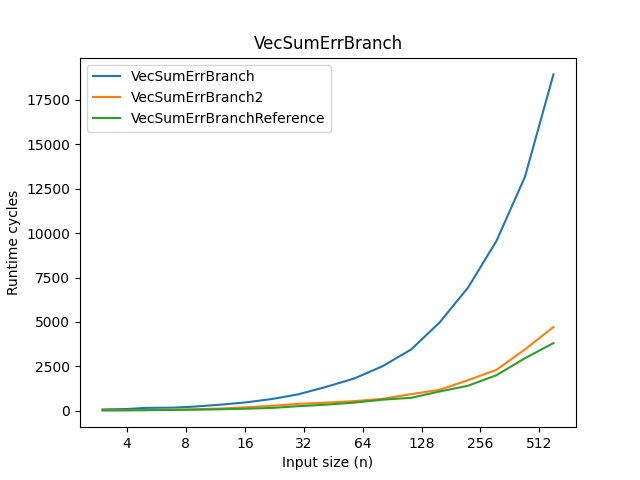 VecSumErrBranch
VecSumErrBranch
VecSumErrBranch2
VecSumErrBranchReference
17500
15000
12500
10000
7500
5000
2500
0
Runtime cycles
4 8 16 32 64 128 256 512
Input size (n)